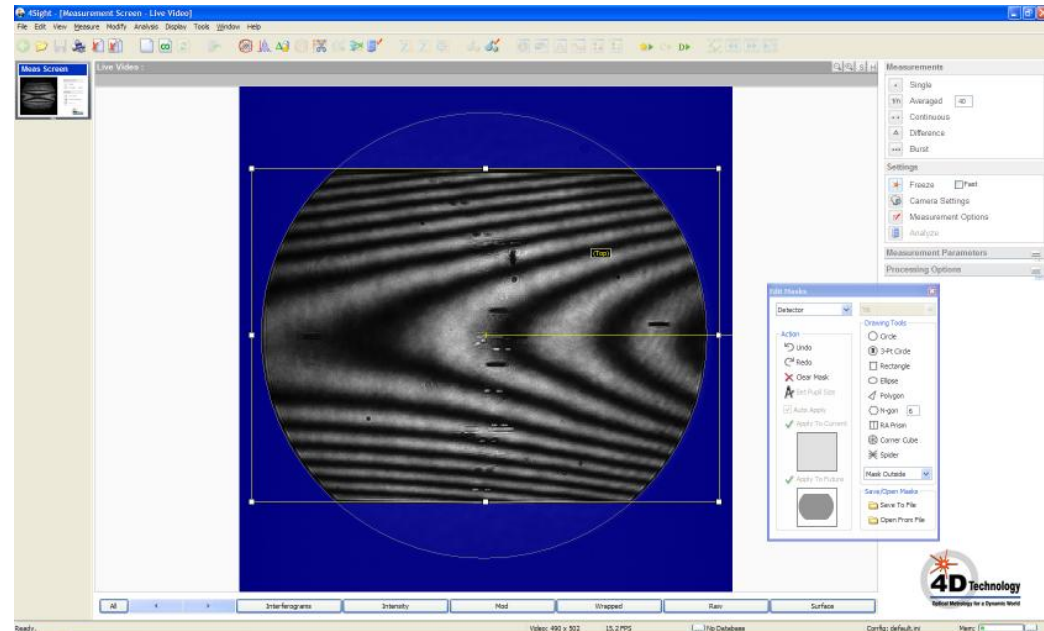 4Sight - [Measurement Screen - Live Video]
File Edit View Measure Modify Analysis Display Tools Window Help
Meas Screen
Live Video :
S H
Measurements
Single
Averaged 40
Continuous
Difference
Burst
Settings
Freeze Fast
Camera Settings
Measurement Options
Analyze
Measurement Parameters
Processing Options
(Top)
Edit Masks
Detector
Action
Undo
Redo
Clear Mask
Set Pupil Size
Auto Apply
Apply To Current
Apply To Future
Drawing Tools
Circle
3-Pt Circle
Rectangle
Ellipse
Polygon
N-gon 6
RA Prism
Corner Cube
Spider
Mask Outside
Save/Open Masks
Save To File
Open From File
4D Technology
Optical Metrology for a Dynamic World
All Interferograms Intensity Mod Wrapped Raw Surface
Ready. Video: 490 x 502 15.2 FPS No Database Config: default.ini Mem: